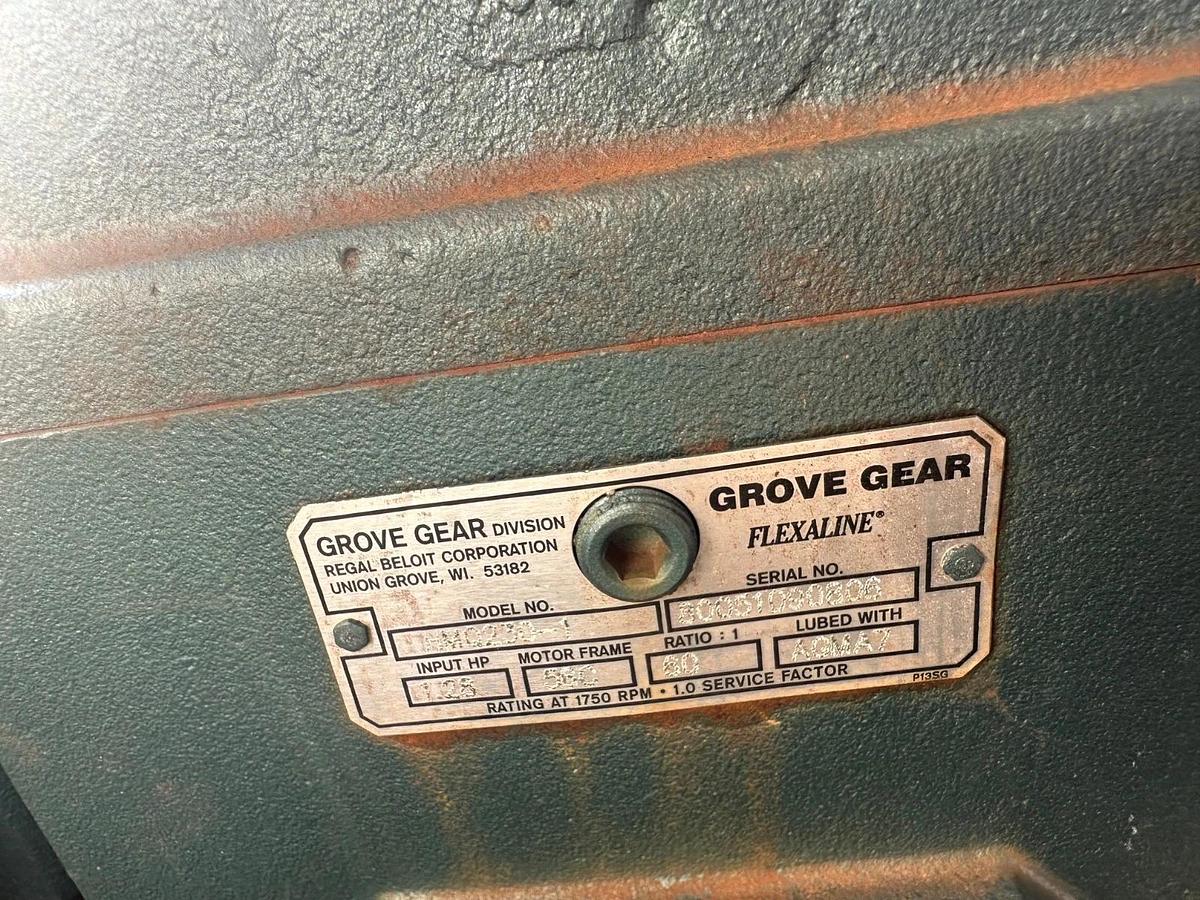 GROVE GEAR DIVISION
REGAL BELOIT CORPORATION
UNION GROVE, WI. 53182
GROVE GEAR
FLEXALINE®
MODEL NO.
SERIAL NO.
INPUT HP
MOTOR FRAME
RATIO : 1
60
LUBED WITH
RATING AT 1750 RPM • 1.0 SERVICE FACTOR
P13SG